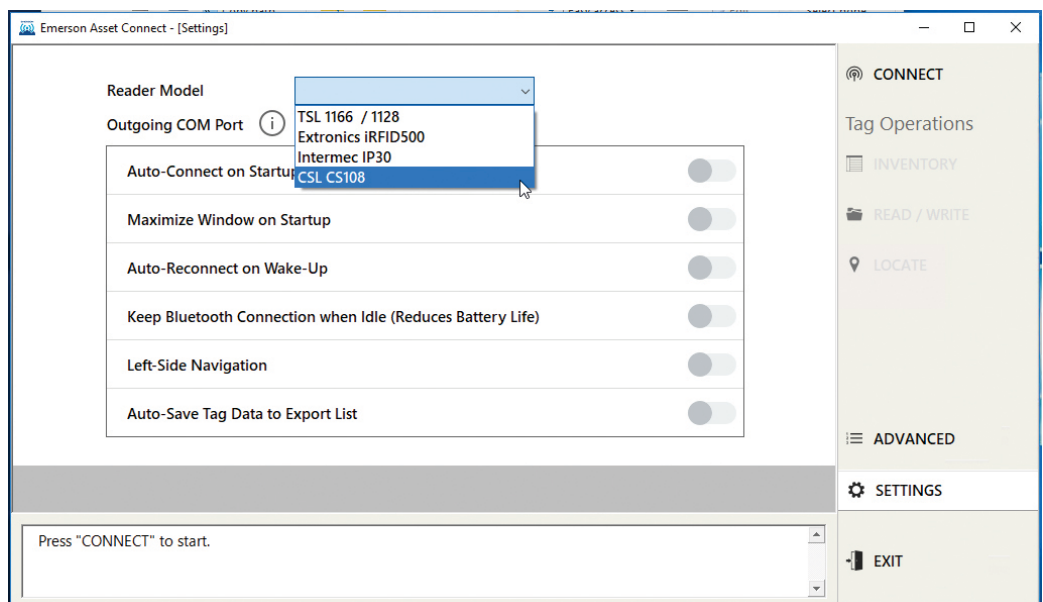 Emerson Asset Connect - [Settings]
Reader Model
TSL 1166 / 1128
Outgoing COM Port
Extronics iRFID500
Intermec IP30
CSL CS108
Auto-Connect on Startup
Maximize Window on Startup
Auto-Reconnect on Wake-Up
Keep Bluetooth Connection when Idle (Reduces Battery Life)
Left-Side Navigation
Auto-Save Tag Data to Export List
Press "CONNECT" to start.
CONNECT
Tag Operations
INVENTORY
READ / WRITE
LOCATE
ADVANCED
SETTINGS
EXIT